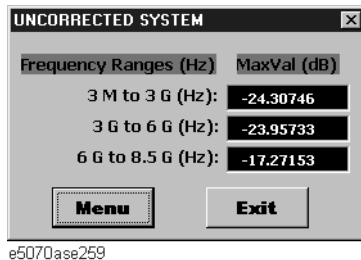 UNCORRECTED SYSTEM
Frequency Ranges (Hz) MaxVal (dB)
3 M to 3 G (Hz): -24.30746
3 G to 6 G (Hz): -23.95733
6 G to 8.5 G (Hz): -17.27153
Menu Exit
e5070ase259